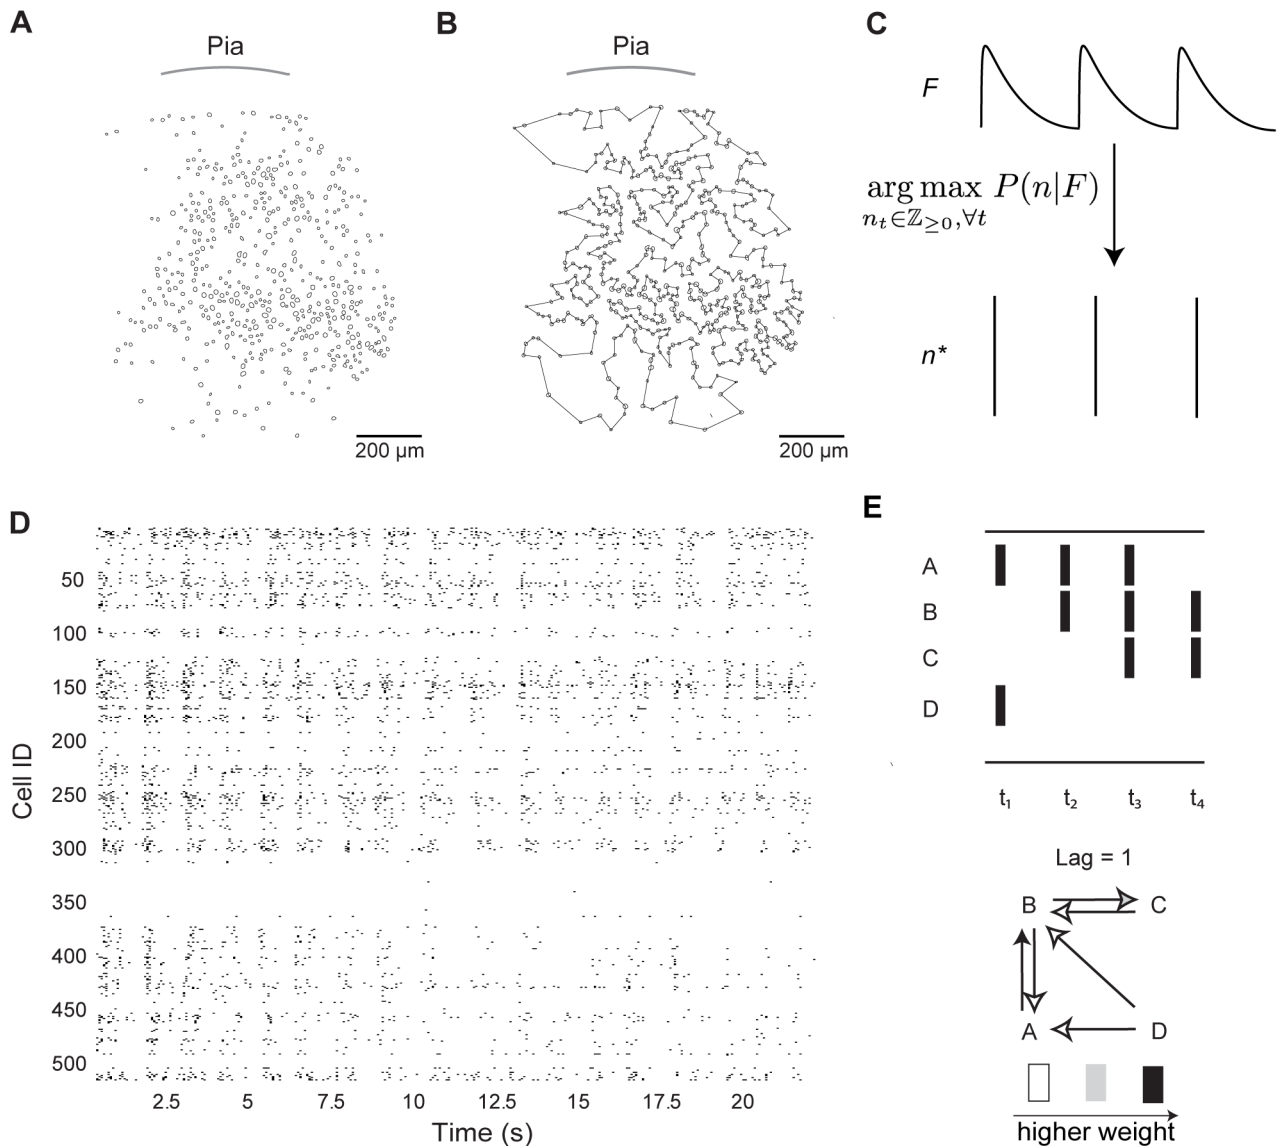 A
Pia
200 µm
B
Pia
200 µm
C
F
arg max P(n|F)
n_t∈ℤ≥0,∀t
n*
D
Cell ID
50
100
150
200
250
300
350
400
450
500
2.5 5 7.5 10 12.5 15 17.5 20
Time (s)
E
A
B
C
D
t₁ t₂ t₃ t₄
Lag = 1
B C
A D
higher weight